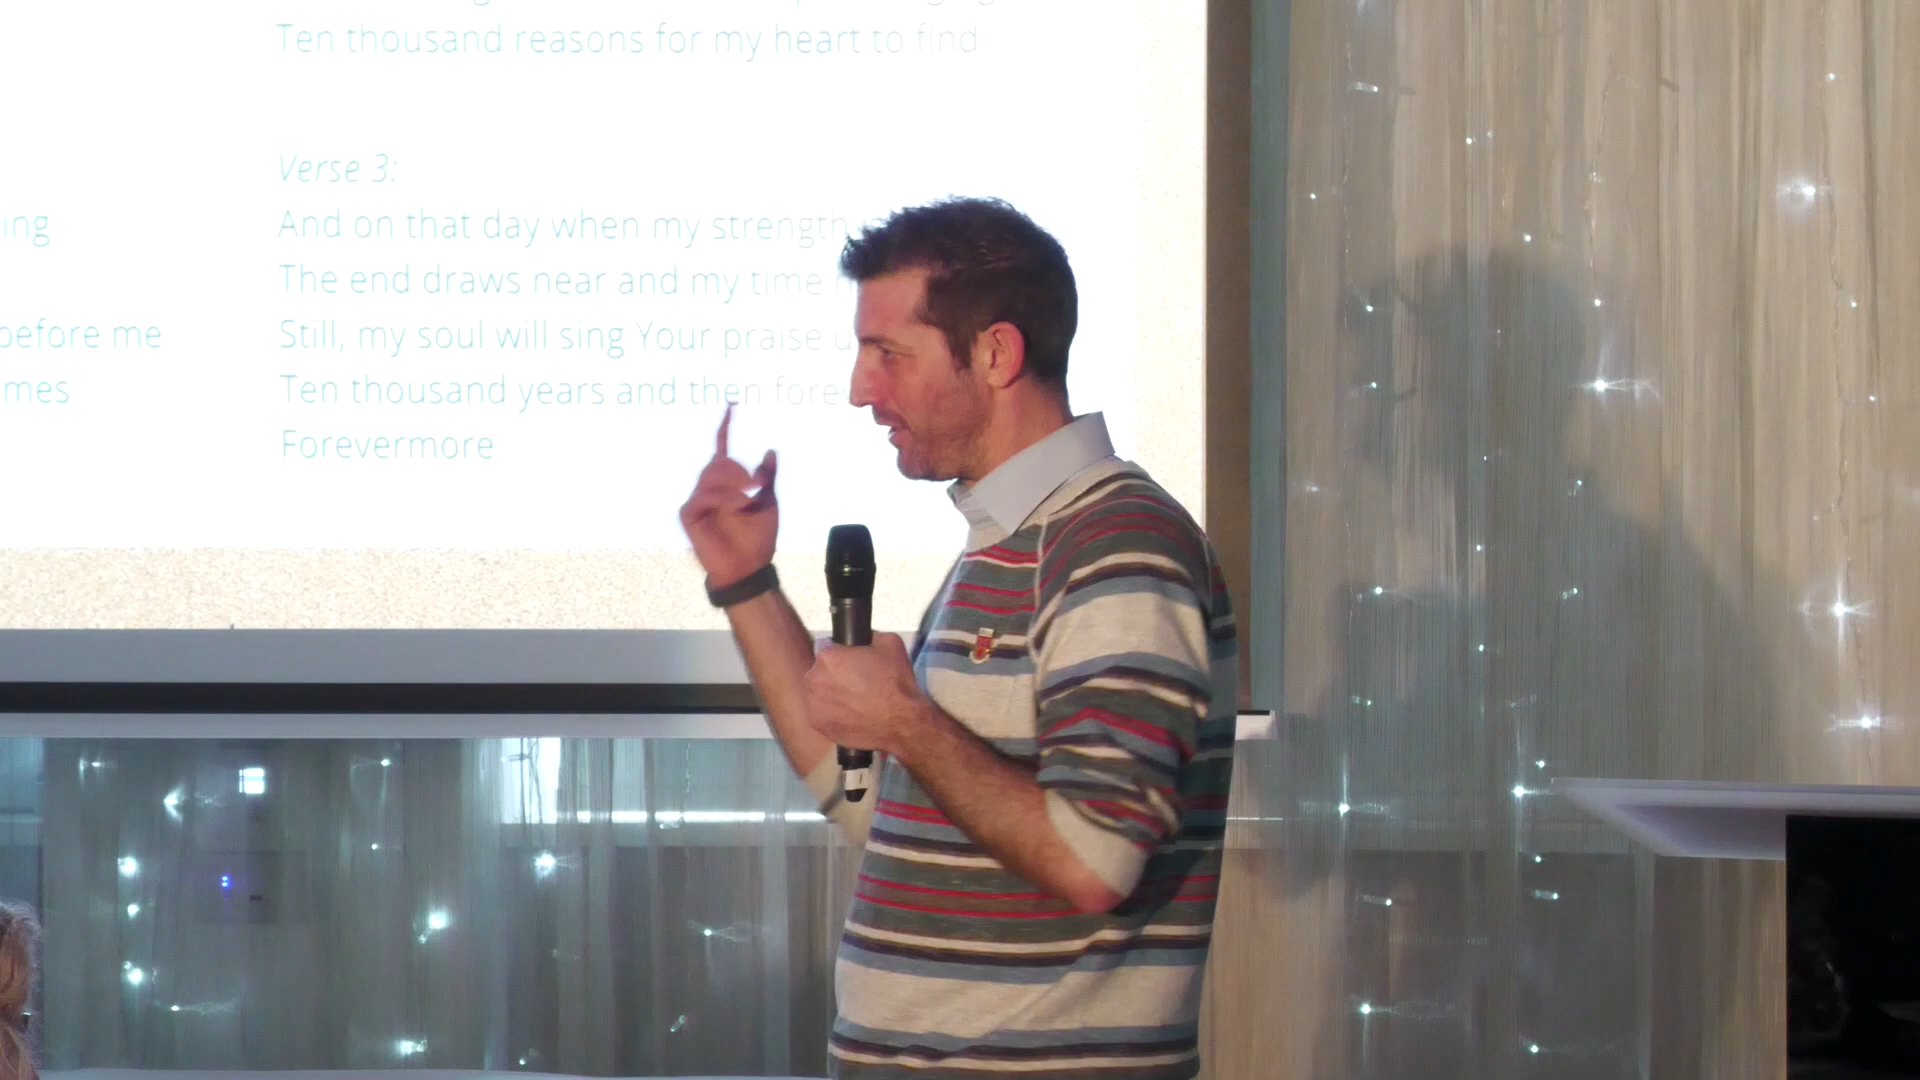 Ten thousand reasons for my heart to find
Verse 3:
ing
And on that day when my strength
The end draws near and my time
before me
Still, my soul will sing Your praise
mes
Ten thousand years and then fore
Forevermore